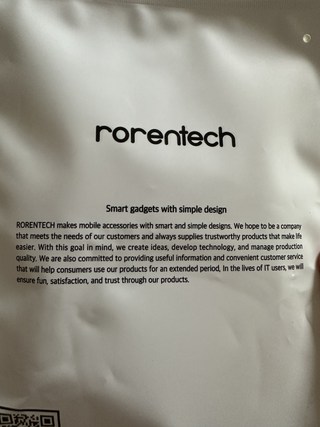 rorentech
Smart gadgets with simple design
RORENTECH makes mobile accessories with smart and simple designs. We hope to be a company
that meets the needs of our customers and always supplies trustworthy products that make life
easier. With this goal in mind, we create ideas, develop technology, and manage production
quality. We are also committed to providing useful information and convenient customer service
that will help consumers use our products for an extended period, In the lives of IT users, we will
ensure fun, satisfaction, and trust through our products.